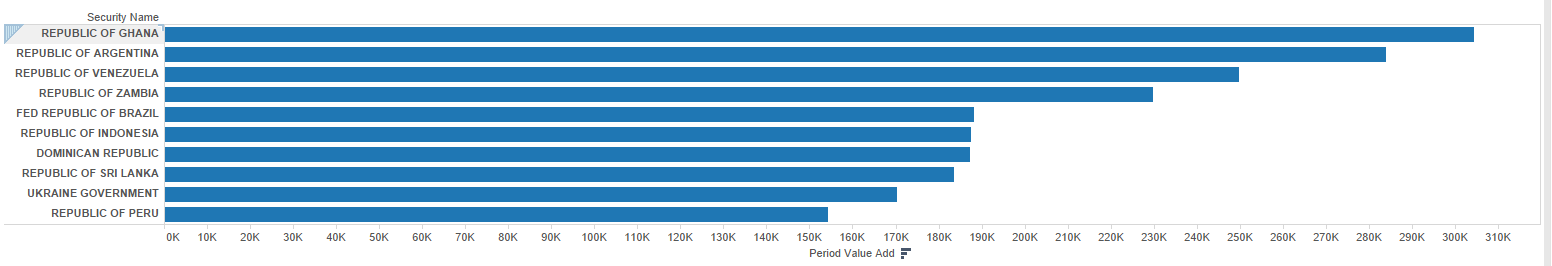 Security Name
REPUBLIC OF GHANA
REPUBLIC OF ARGENTINA
REPUBLIC OF VENEZUELA
REPUBLIC OF ZAMBIA
FED REPUBLIC OF BRAZIL
REPUBLIC OF INDONESIA
DOMINICAN REPUBLIC
REPUBLIC OF SRI LANKA
UKRAINE GOVERNMENT
REPUBLIC OF PERU
0K 10K 20K 30K 40K 50K 60K 70K 80K 90K 100K 110K 120K 130K 140K 150K 160K 170K 180K 190K 200K 210K 220K 230K 240K 250K 260K 270K 280K 290K 300K 310K
Period Value Add